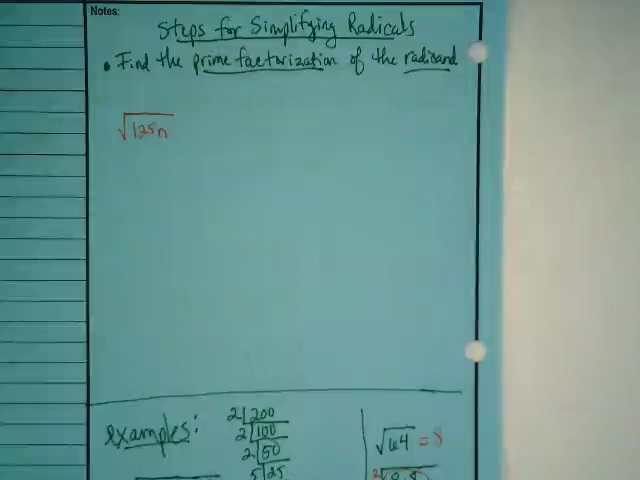 Notes:
Steps for Simplifying Radicals
• Find the prime factorization of the radicand
√125n
examples:
2 200
2 100
2 50
5 25
√64 = 8